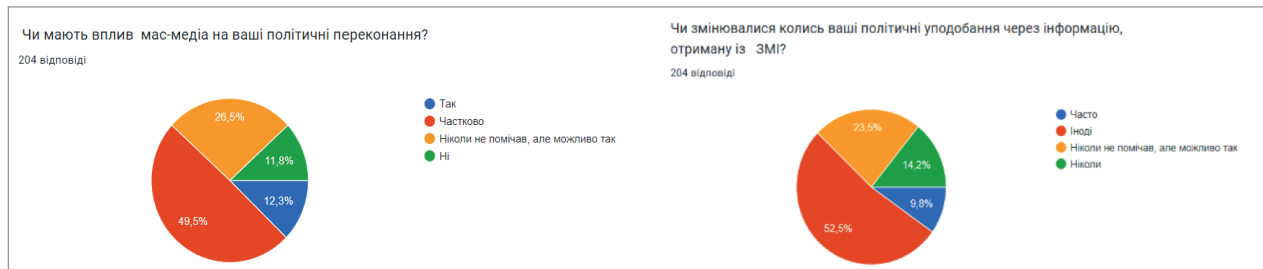 Чи мають вплив мас-медіа на ваші політичні переконання?
204 відповіді
Так
Частково
Ніколи не помічав, але можливо так
Ні
26,5%
11,8%
12,3%
49,5%
Чи змінювалися колись ваші політичні уподобання через інформацію,
отриману із ЗМІ?
204 відповіді
Часто
Іноді
Ніколи не помічав, але можливо так
Ніколи
23,5%
14,2%
9,8%
52,5%